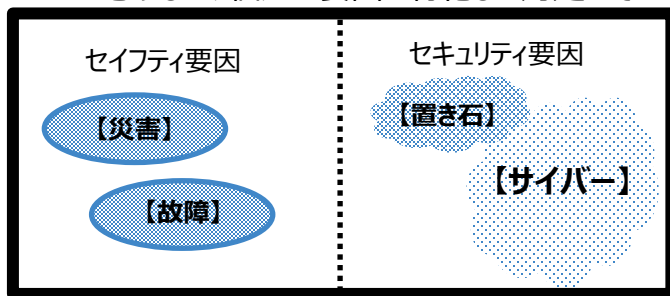 セイフティ要因
セキュリティ要因
【災害】
【置き石】
【サイバー】
【故障】